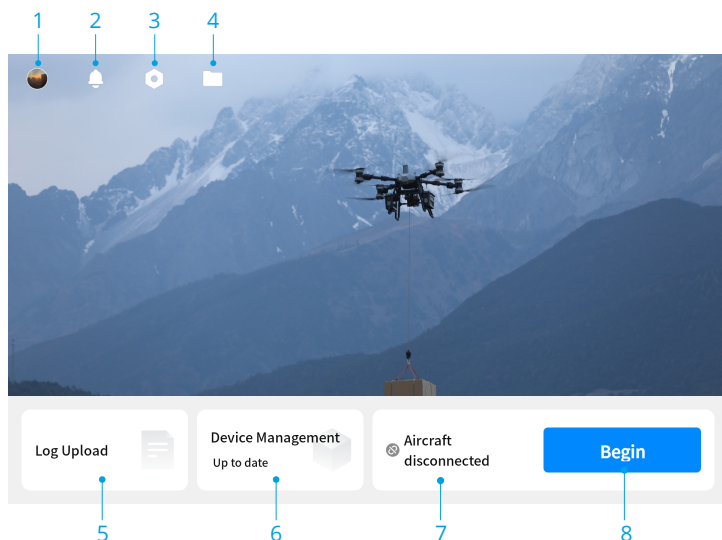 1 2 3 4
Log Upload
Device Management
Up to date
Aircraft
disconnected
Begin
5 6 7 8